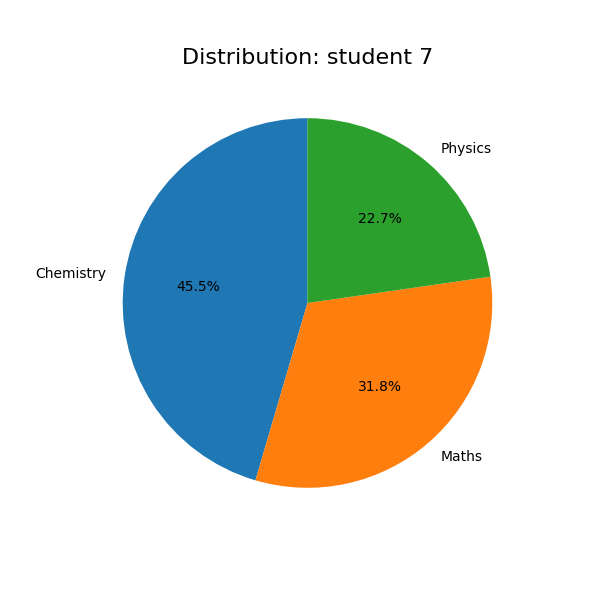 Distribution: student 7
Physics
22.7%
Chemistry
45.5%
31.8%
Maths